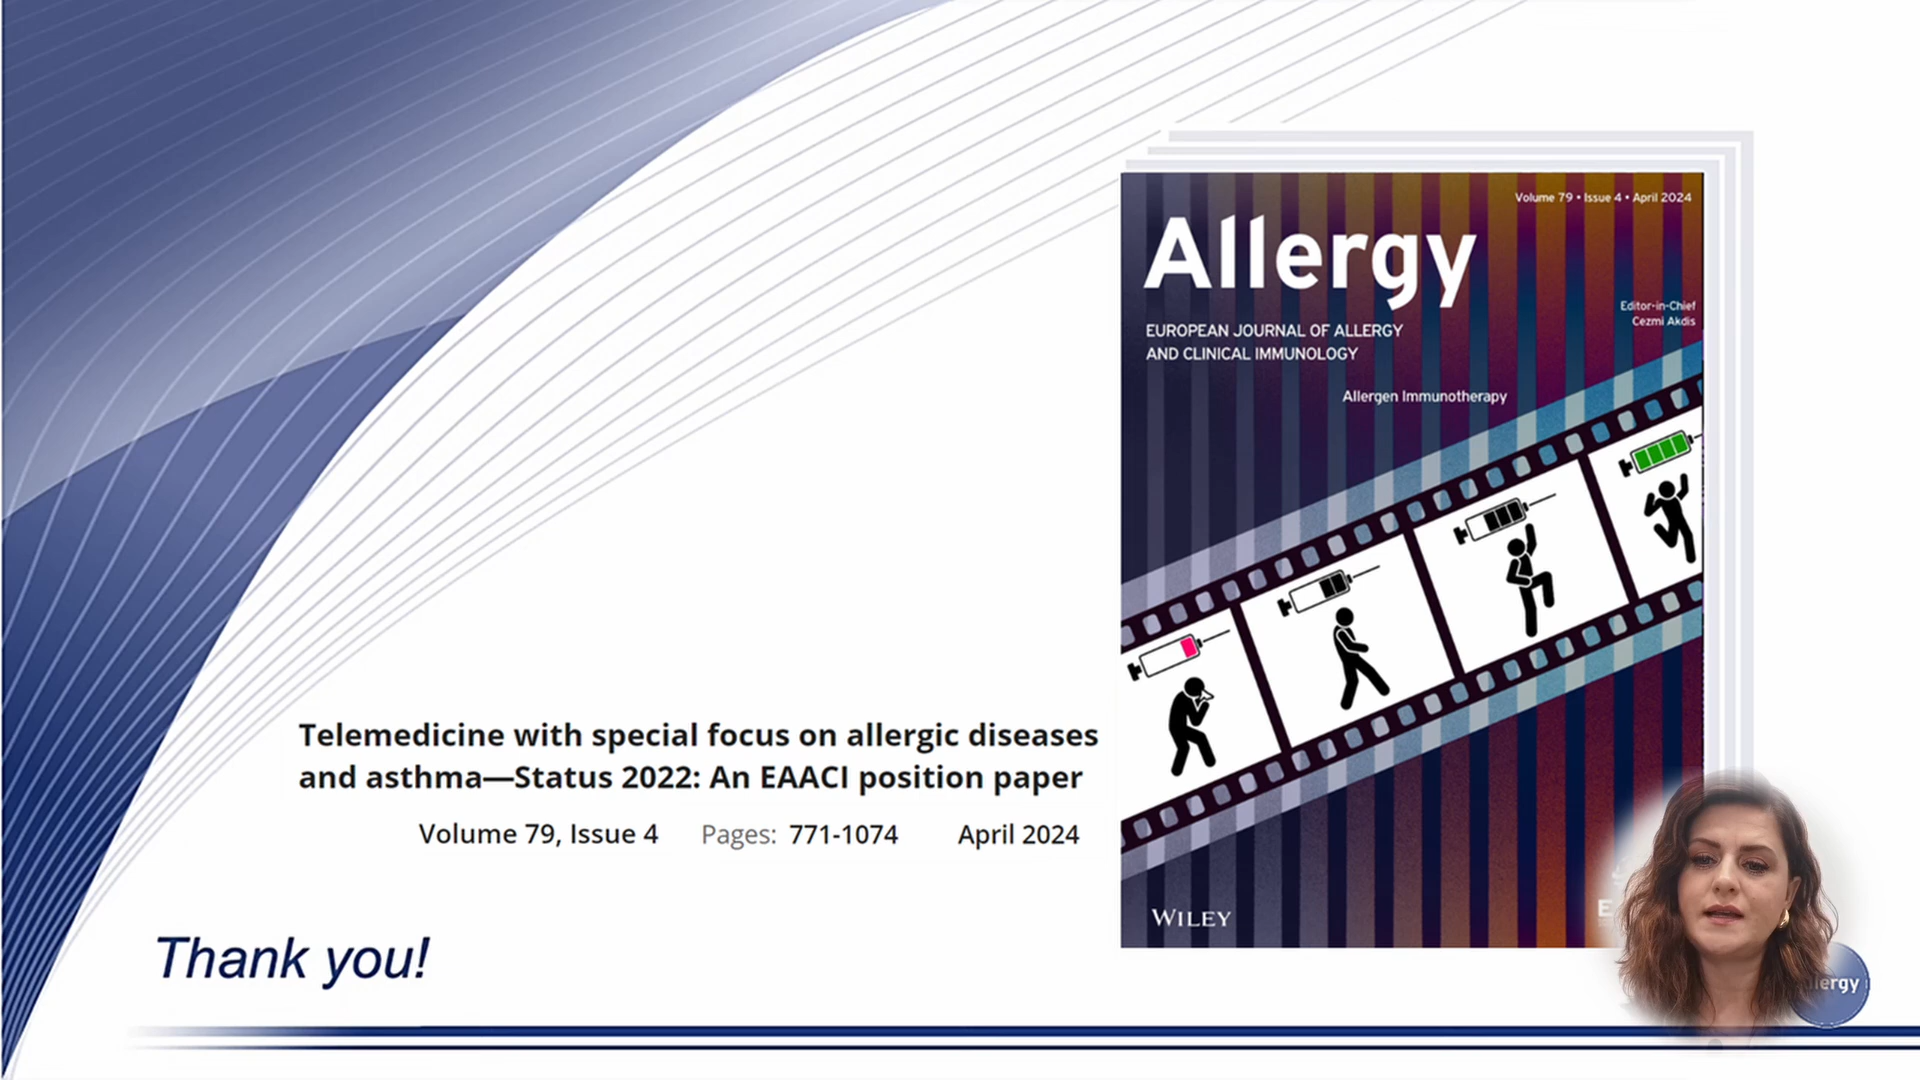 Volume 79 • Issue 4 • April 2024
Allergy
Editor-in-Chief
Cezmi Akdis
EUROPEAN JOURNAL OF ALLERGY
AND CLINICAL IMMUNOLOGY
Allergen Immunotherapy
Telemedicine with special focus on allergic diseases
and asthma—Status 2022: An EAACI position paper
Volume 79, Issue 4 Pages: 771-1074 April 2024
WILEY
Thank you!